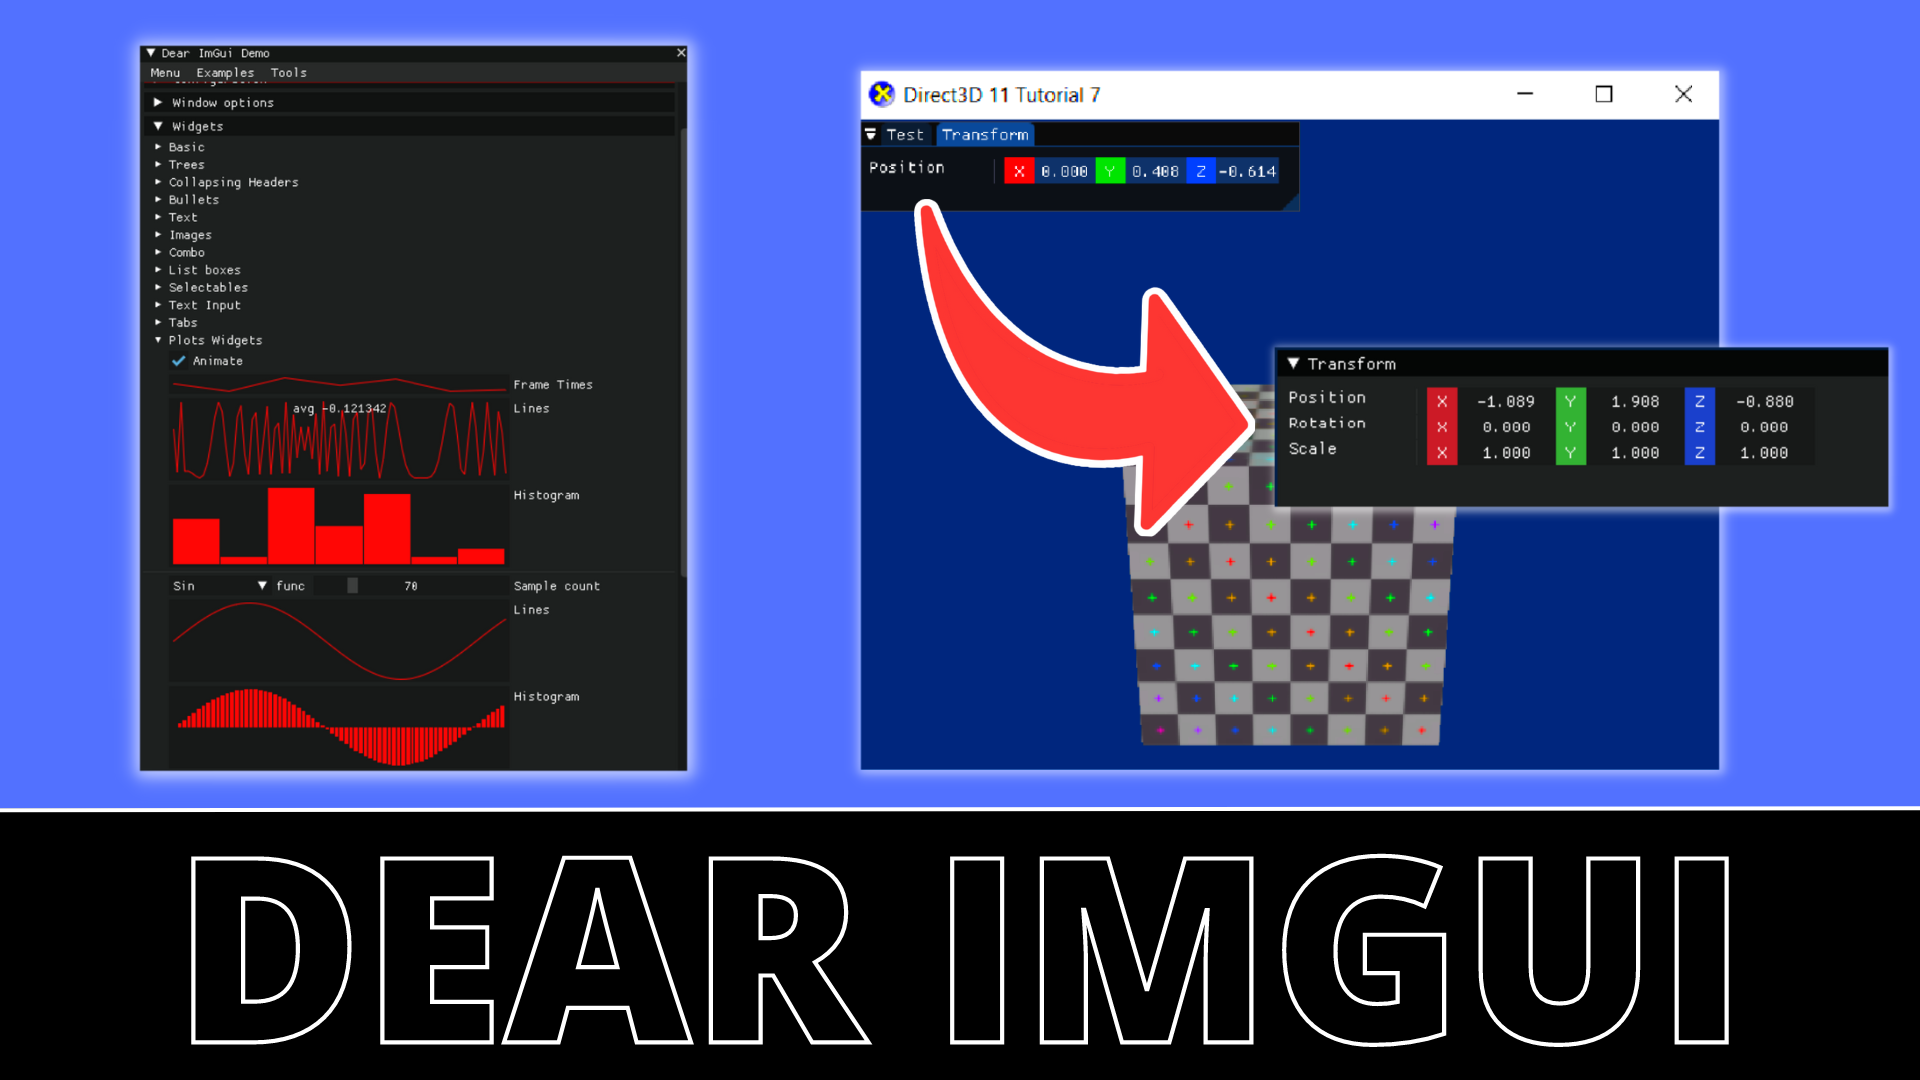 Dear ImGui Demo
Menu Examples Tools
Window options
Widgets
Basic
Trees
Collapsing Headers
Bullets
Text
Images
Combo
List boxes
Selectables
Text Input
Tabs
Plots Widgets
Animate
Frame Times
avg -0.121342
Lines
Histogram
Sin func 70 Sample count
Lines
Histogram
Direct3D 11 Tutorial 7
Test Transform
Position X 0.000 Y 0.408 Z -0.614
Transform
Position X -1.089 Y 1.908 Z -0.880
Rotation X 0.000 Y 0.000 Z 0.000
Scale X 1.000 Y 1.000 Z 1.000
DEAR IMGUI